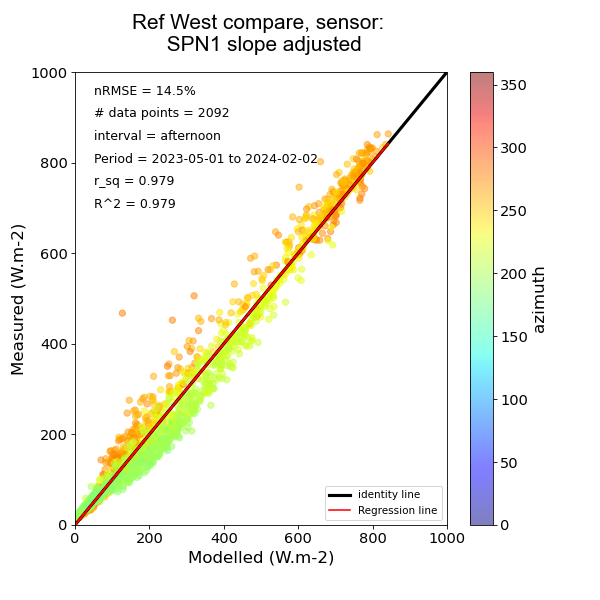 Ref West compare, sensor:
SPN1 slope adjusted
nRMSE = 14.5%
# data points = 2092
interval = afternoon
Period = 2023-05-01 to 2024-02-02
r_sq = 0.979
R^2 = 0.979
Measured (W.m-2)
1000
800
600
400
200
0
0
200
400
600
800
1000
Modelled (W.m-2)
identity line
Regression line
350
300
250
200
150
100
50
0
azimuth